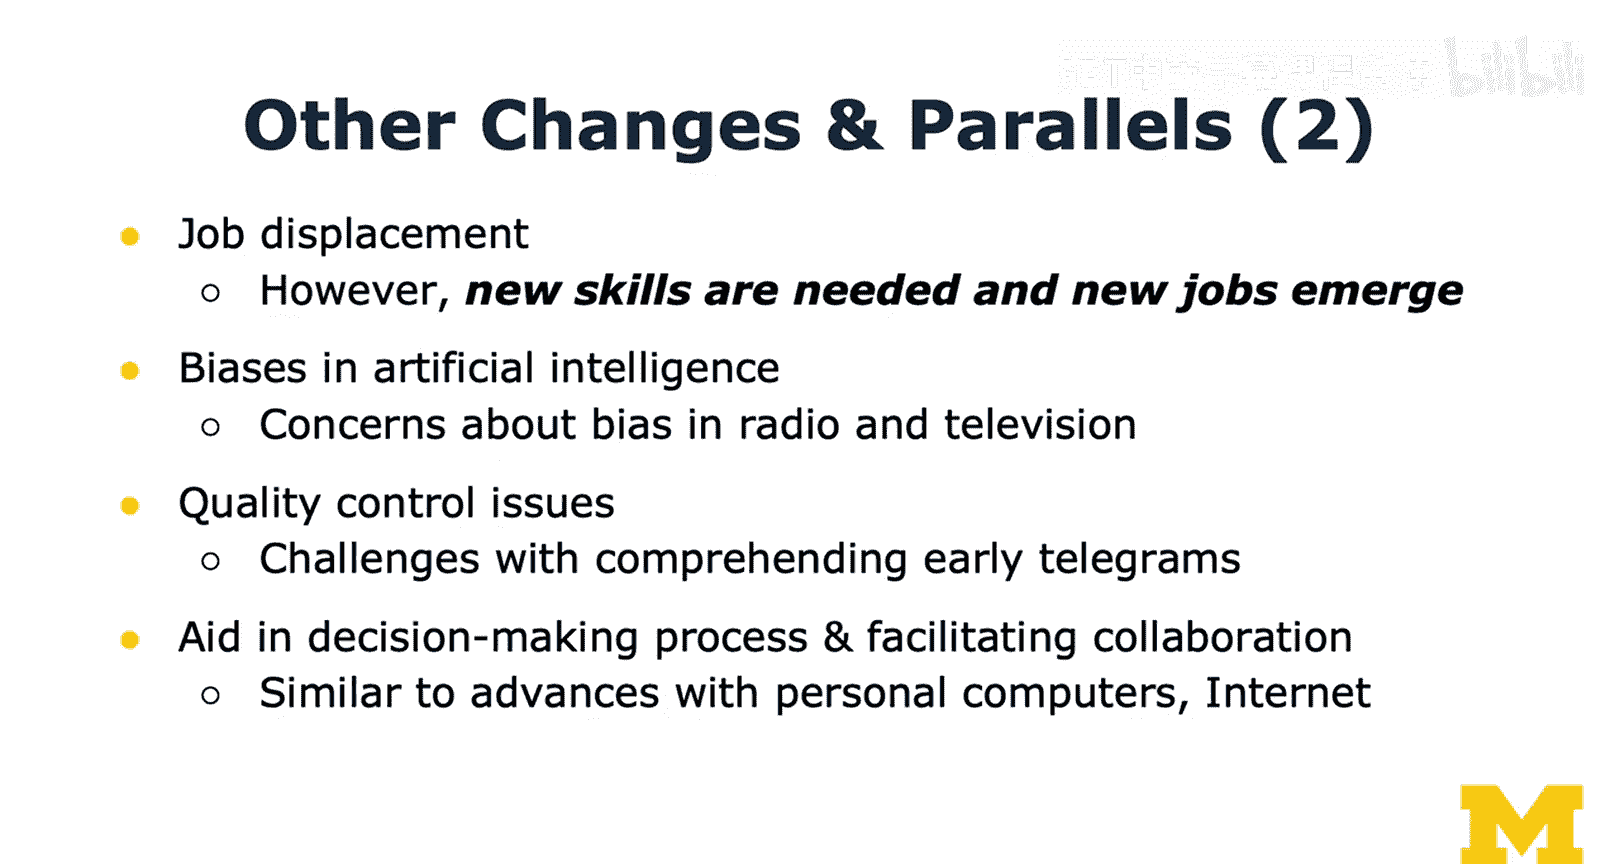 bilibili
Other Changes & Parallels (2)
● Job displacement
○ However, new skills are needed and new jobs emerge
● Biases in artificial intelligence
○ Concerns about bias in radio and television
● Quality control issues
○ Challenges with comprehending early telegrams
● Aid in decision-making process & facilitating collaboration
○ Similar to advances with personal computers, Internet
M